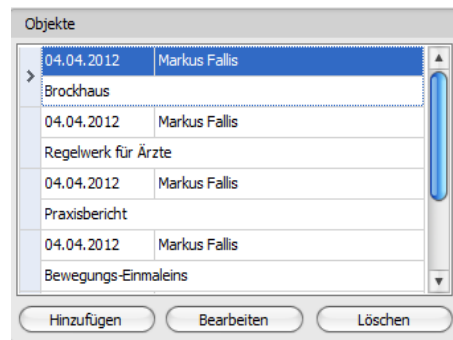 Objekte
04.04.2012 Markus Fallis
Brockhaus
04.04.2012 Markus Fallis
Regelwerk für Ärzte
04.04.2012 Markus Fallis
Praxisbericht
04.04.2012 Markus Fallis
Bewegungs-Einmaleins
Hinzufügen Bearbeiten Löschen